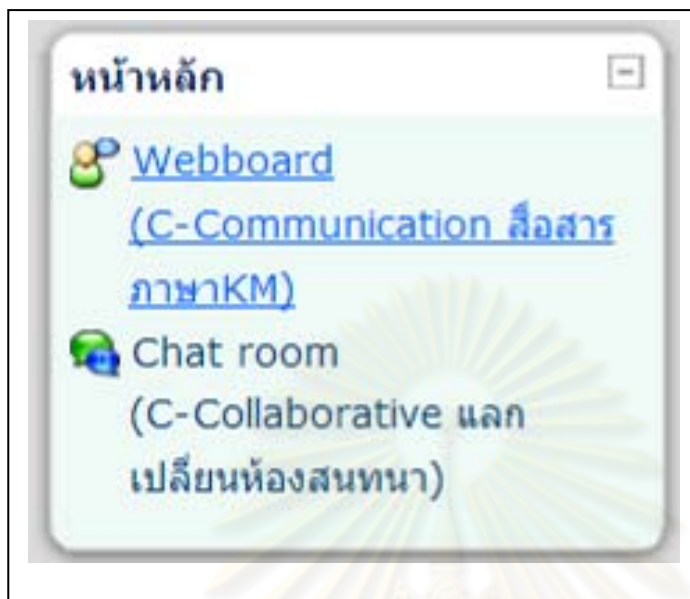 หน้าหลัก
Webboard
(C-Communication สื่อสาร
ภาษาKM)
Chat room
(C-Collaborative แลก
เปลี่ยนห้องสนทนา)